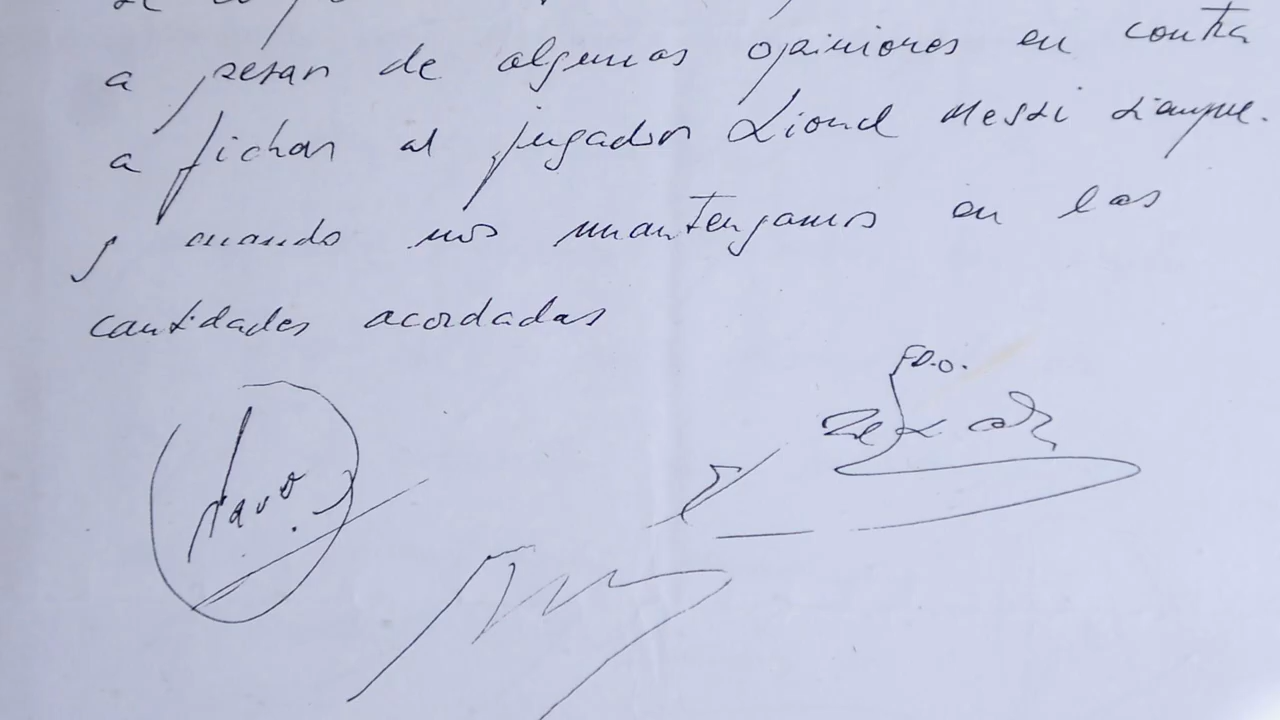 a pesar de algunas opiniones en contra
a fichar al jugador Lionel Messi siempre.
y cuando nos mantengamos en las
cantidades acordadas
FD.O.